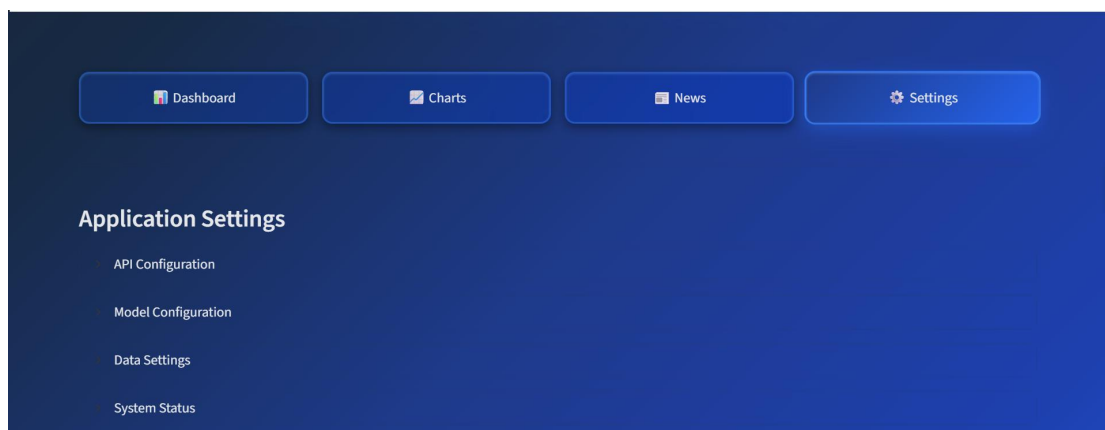 Dashboard
Charts
News
Settings
Application Settings
API Configuration
Model Configuration
Data Settings
System Status